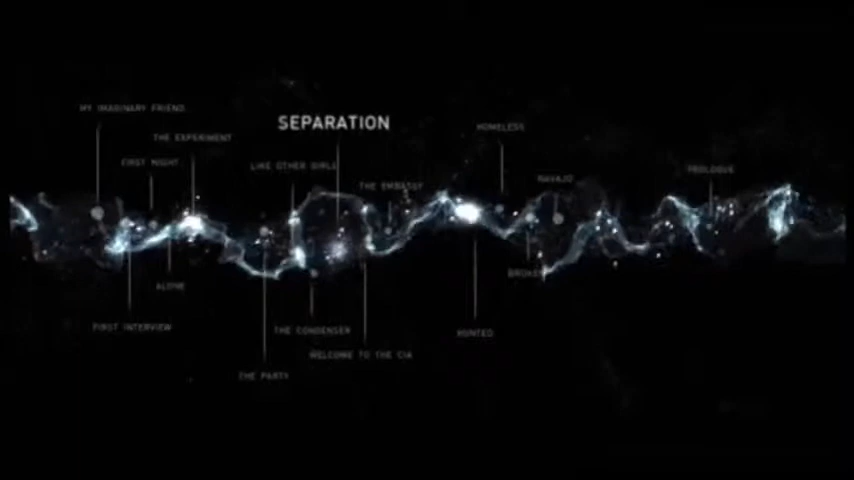 MY IMAGINARY FRIEND
SEPARATION
HOMELESS
THE EXPERIMENT
FIRST NIGHT
LIKE OTHER GIRLS
PROLOGUE
NAVAJO
THE EMBASSY
BROKEN
ALONE
FIRST INTERVIEW
THE CONDENSER
HUNTED
WELCOME TO THE CIA
THE PARTY